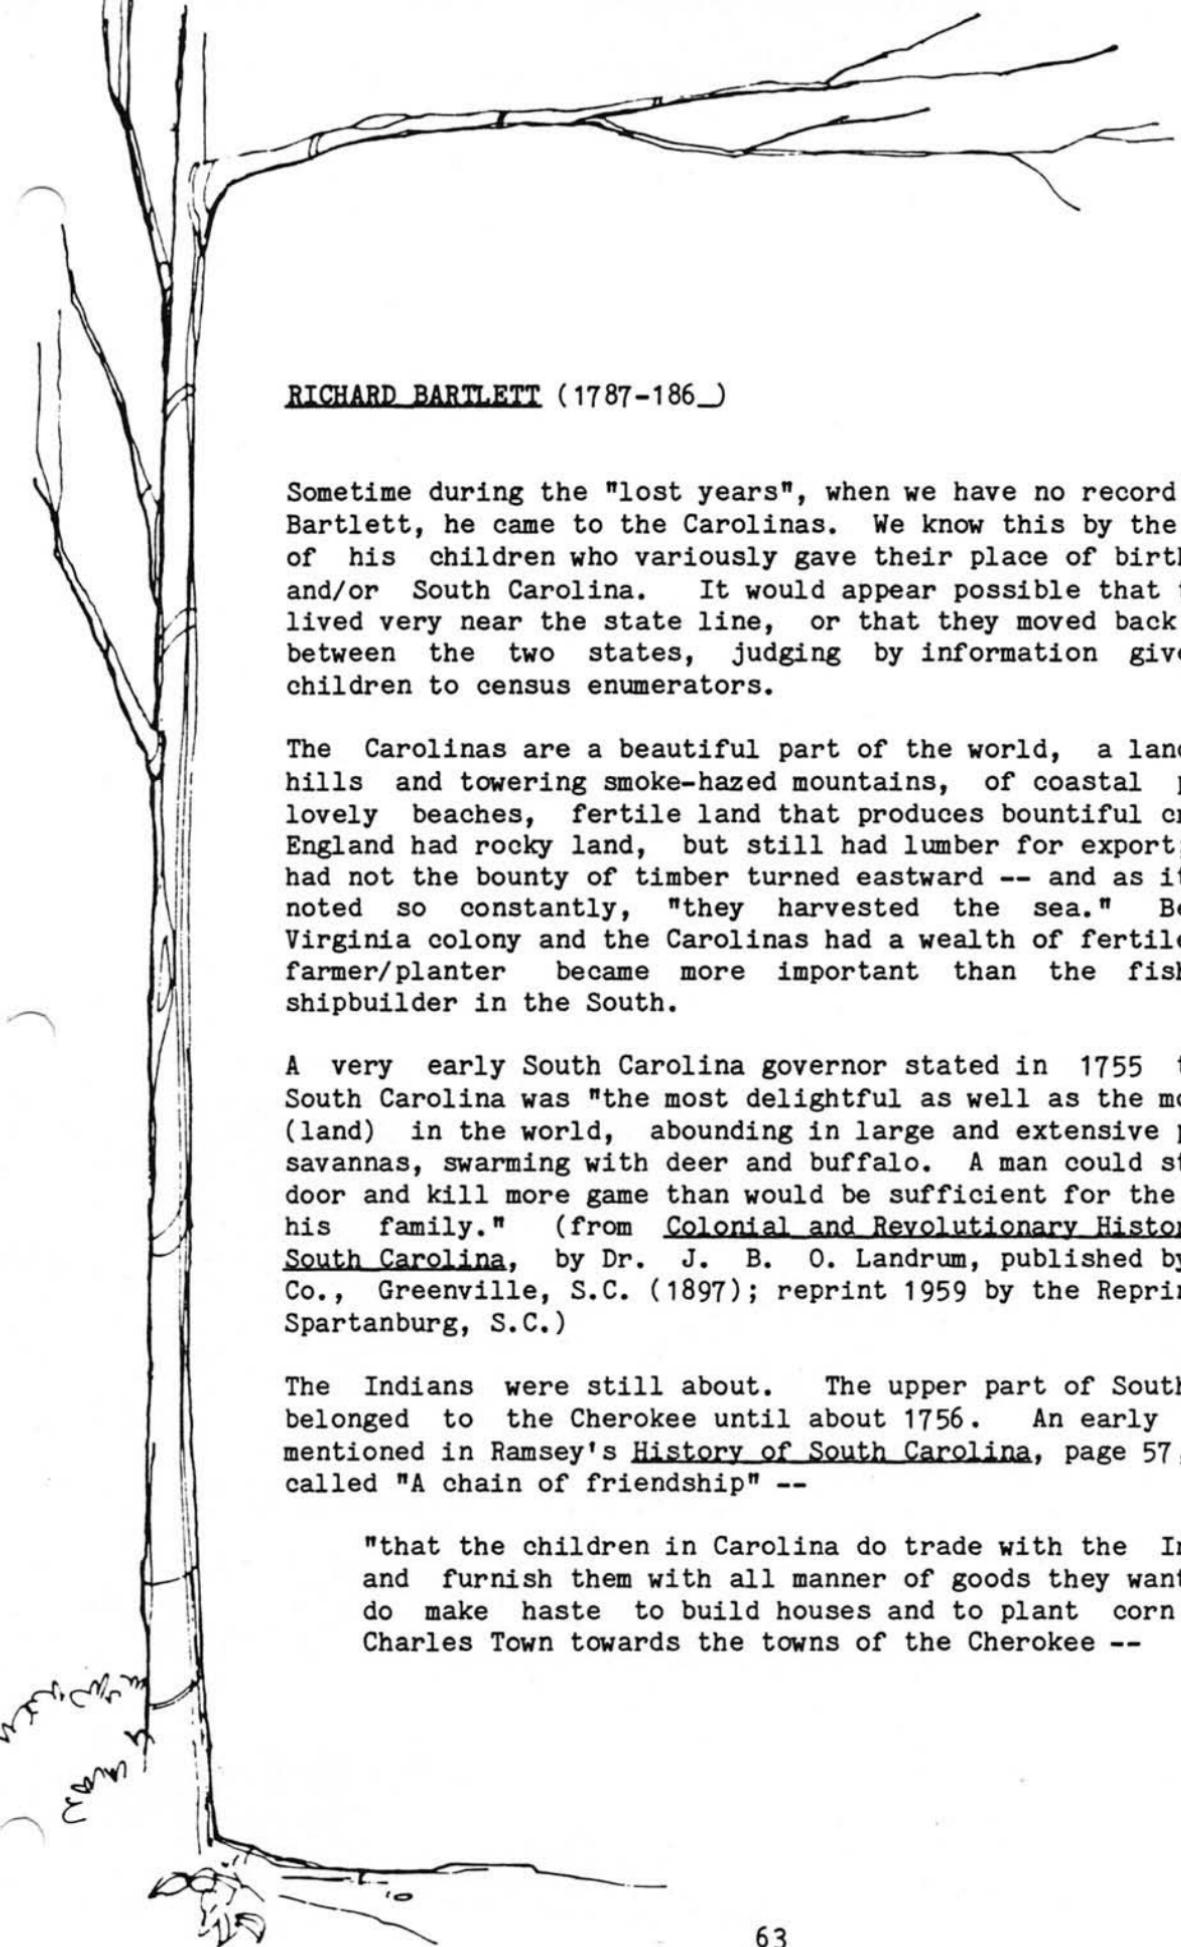 RICHARD BARTLETT (1787-186_)
Sometime during the "lost years", when we have no record
Bartlett, he came to the Carolinas. We know this by the
of his children who variously gave their place of birt
and/or South Carolina. It would appear possible that
lived very near the state line, or that they moved back
between the two states, judging by information giv
children to census enumerators.
The Carolinas are a beautiful part of the world, a lan
hills and towering smoke-hazed mountains, of coastal
lovely beaches, fertile land that produces bountiful c
England had rocky land, but still had lumber for export;
had not the bounty of timber turned eastward -- and as it
noted so constantly, "they harvested the sea." B
Virginia colony and the Carolinas had a wealth of fertil
farmer/planter became more important than the fis
shipbuilder in the South.
A very early South Carolina governor stated in 1755
South Carolina was "the most delightful as well as the m
(land) in the world, abounding in large and extensive
savannas, swarming with deer and buffalo. A man could s
door and kill more game than would be sufficient for the
his family." (from Colonial and Revolutionary Histo
South Carolina, by Dr. J. B. O. Landrum, published by
Co., Greenville, S.C. (1897); reprint 1959 by the Repri
Spartanburg, S.C.)
The Indians were still about. The upper part of Sout
belonged to the Cherokee until about 1756. An early
mentioned in Ramsey's History of South Carolina, page 57
called "A chain of friendship" --
"that the children in Carolina do trade with the I
and furnish them with all manner of goods they want
do make haste to build houses and to plant corn
Charles Town towards the towns of the Cherokee --
63